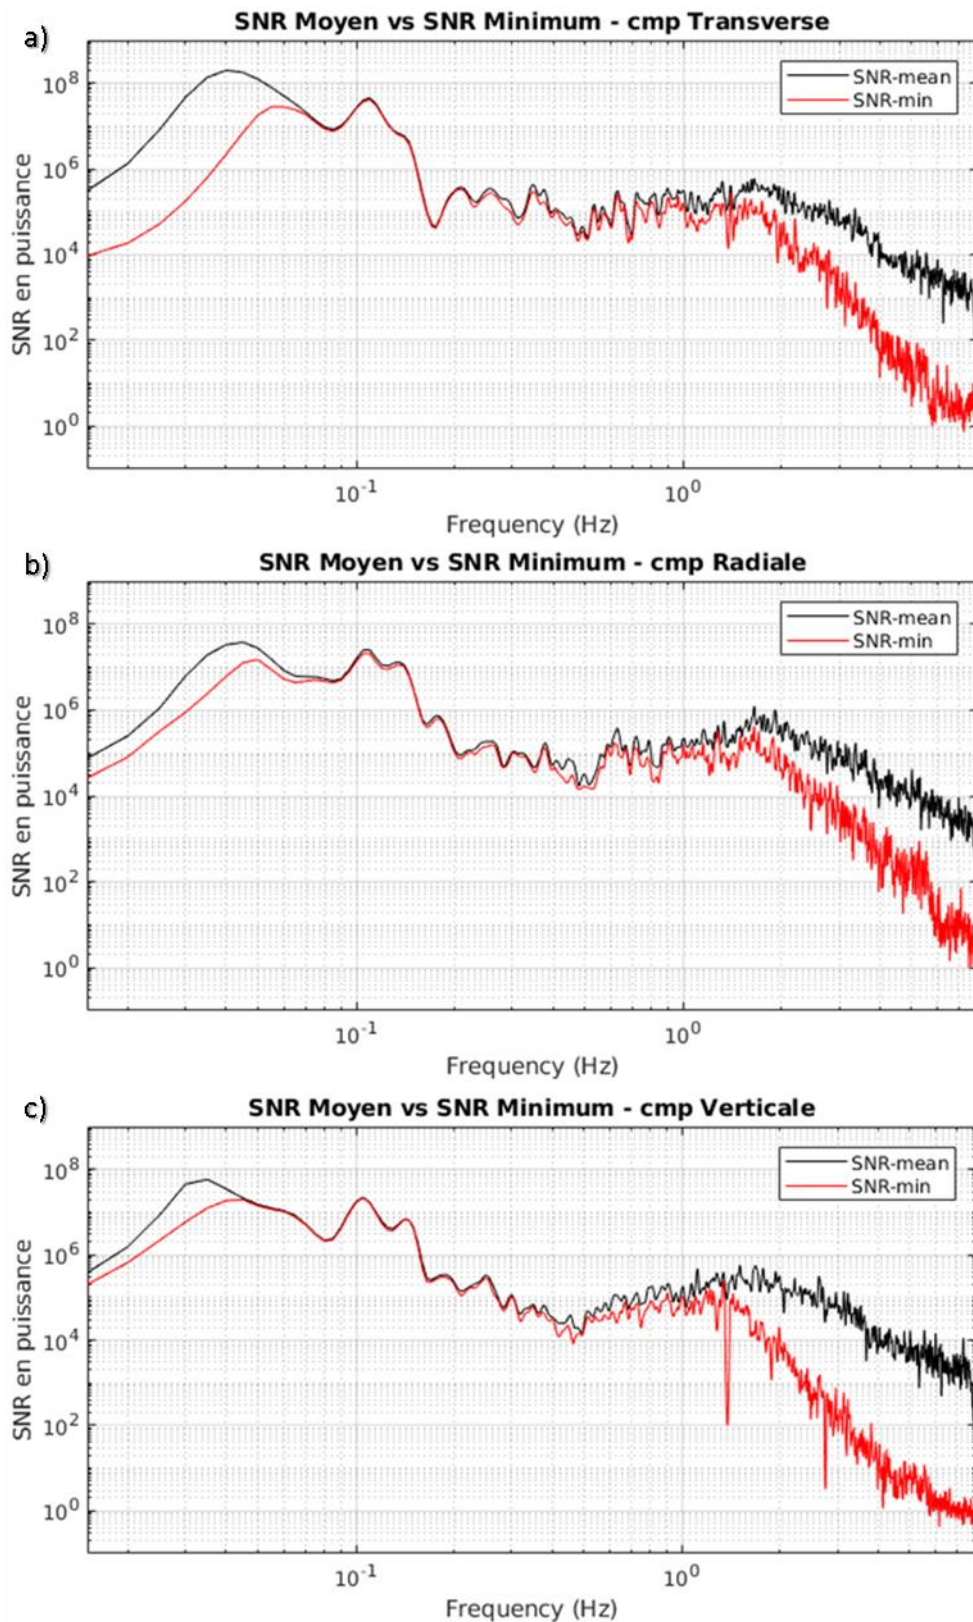 a)
SNR Moyen vs SNR Minimum - cmp Transverse
SNR-mean
SNR-min
10^8
10^6
10^4
10^2
10^0
SNR en puissance
10^-1
10^0
Frequency (Hz)
b)
SNR Moyen vs SNR Minimum - cmp Radiale
SNR-mean
SNR-min
10^8
10^6
10^4
10^2
10^0
SNR en puissance
10^-1
10^0
Frequency (Hz)
c)
SNR Moyen vs SNR Minimum - cmp Verticale
SNR-mean
SNR-min
10^8
10^6
10^4
10^2
10^0
SNR en puissance
10^-1
10^0
Frequency (Hz)